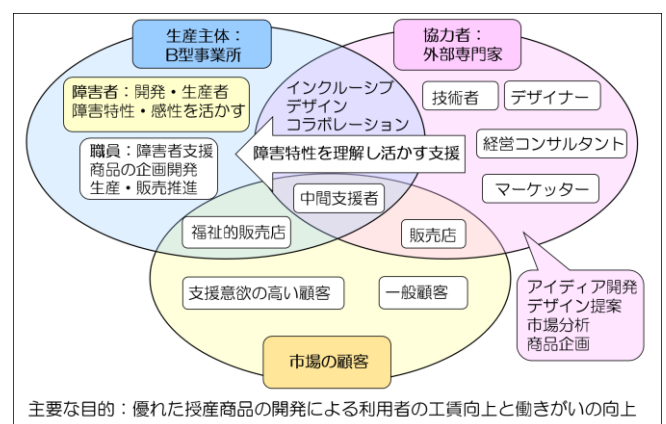 生産主体：
B型事業所
協力者：
外部専門家
障害者：開発・生産者
障害特性・感性を活かす
インクルーシブ
デザイン
コラボレーション
技術者
デザイナー
職員：障害者支援
商品の企画開発
生産・販売推進
障害特性を理解し活かす支援
経営コンサルタント
マーケッター
中間支援者
福祉的販売店
販売店
支援意欲の高い顧客
一般顧客
アイディア開発
デザイン提案
市場分析
商品企画
市場の顧客
主要な目的：優れた授産商品の開発による利用者の工賃向上と働きがいの向上